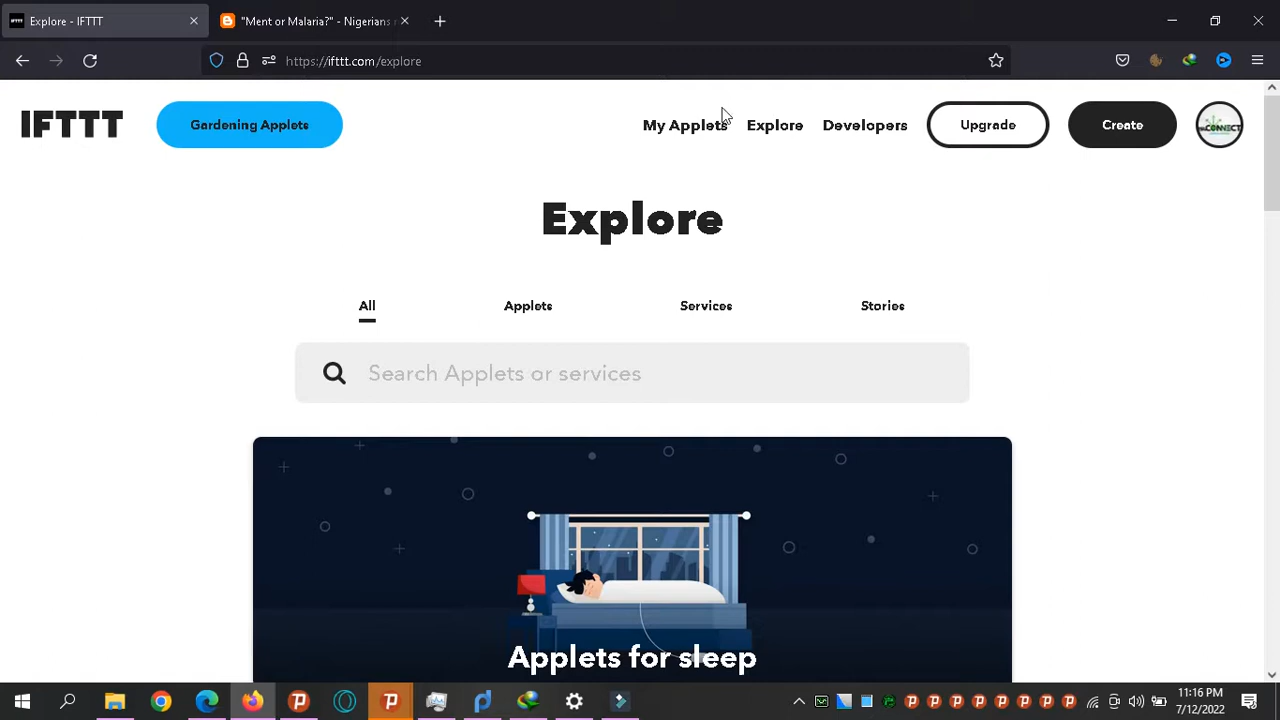 Explore - IFTTT
"Ment or Malaria?" - Nigerians
https://ifttt.com/explore
IFTTT
Gardening Applets
My Applets
Explore
Developers
Upgrade
Create
CONNECT
Explore
All
Applets
Services
Stories
Search Applets or services
Applets for sleep
11:16 PM
7/12/2022